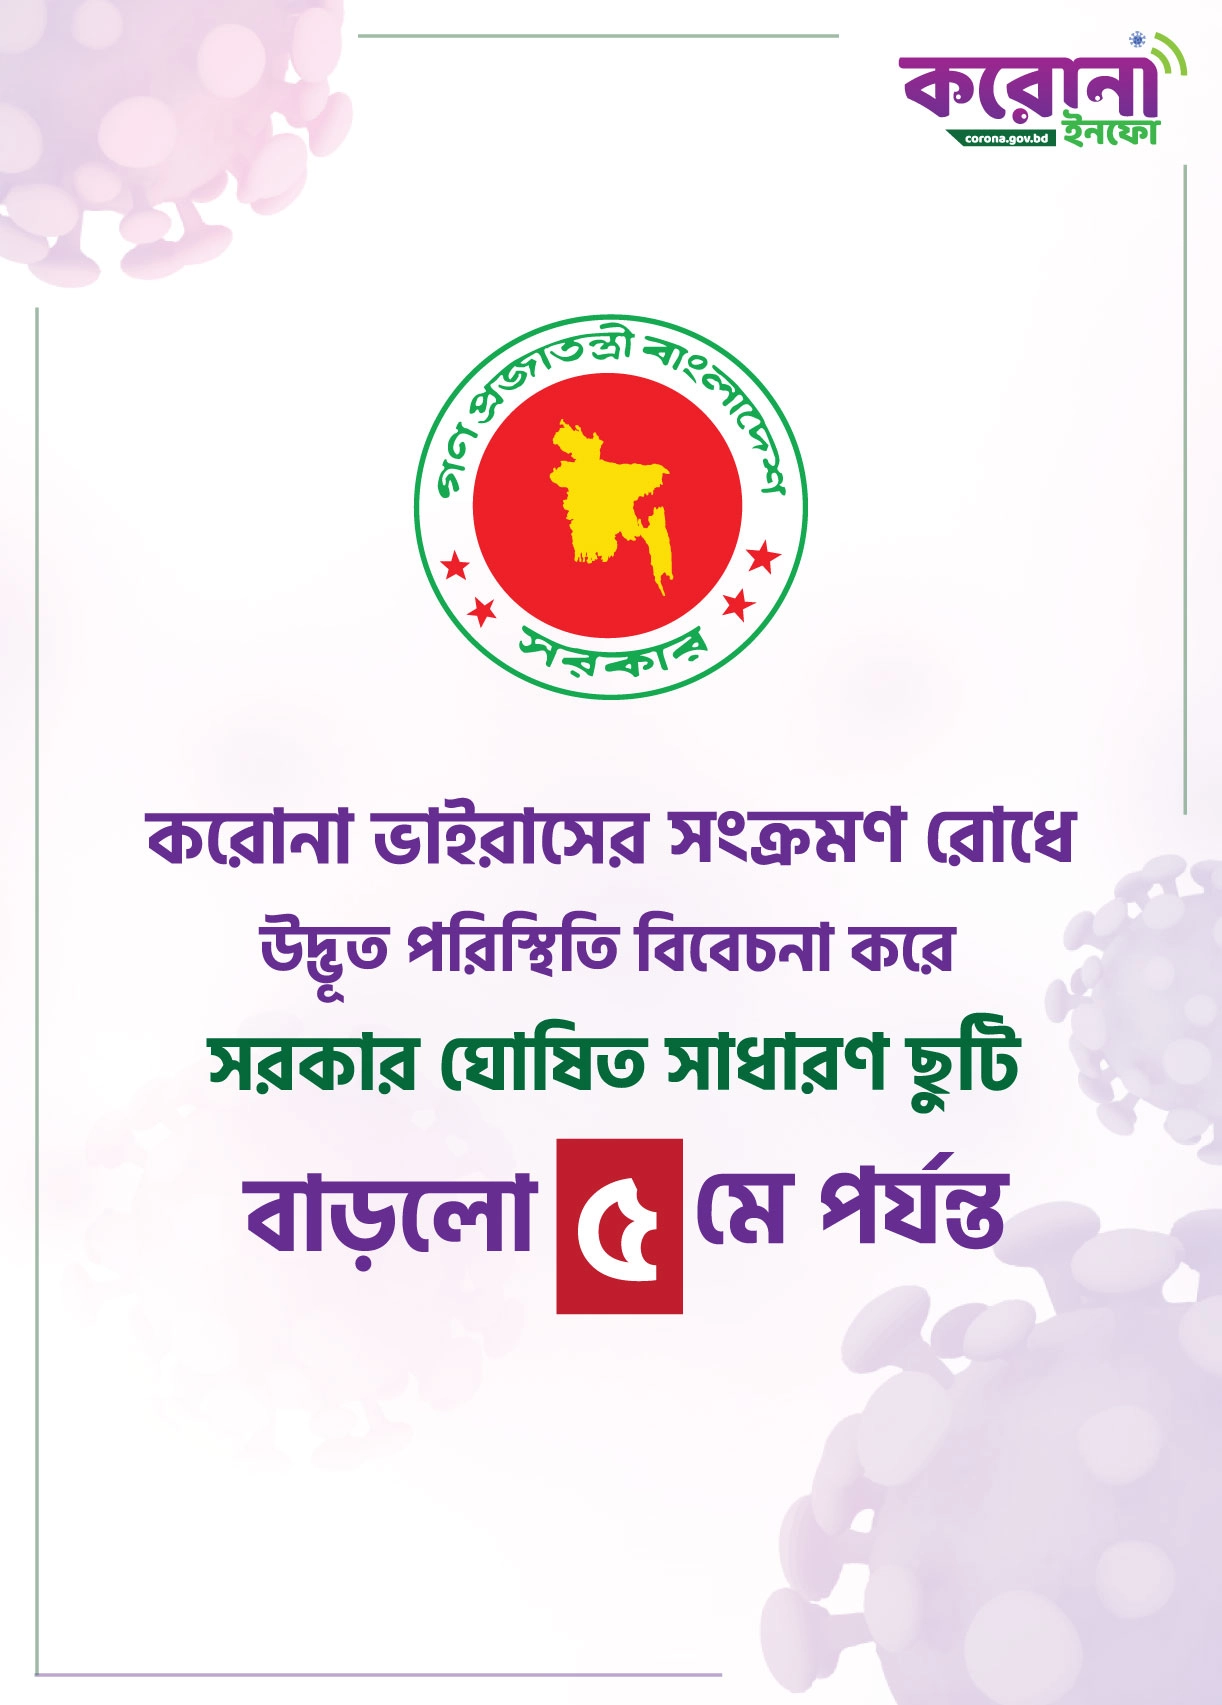 করোনা
corona.gov.bd ইনফো
গণ প্রজাতন্ত্রী বাংলাদেশ
সরকার
করোনা ভাইরাসের সংক্রমণ রোধে
উদ্ভূত পরিস্থিতি বিবেচনা করে
সরকার ঘোষিত সাধারণ ছুটি
বাড়লো ৫ মে পর্যন্ত